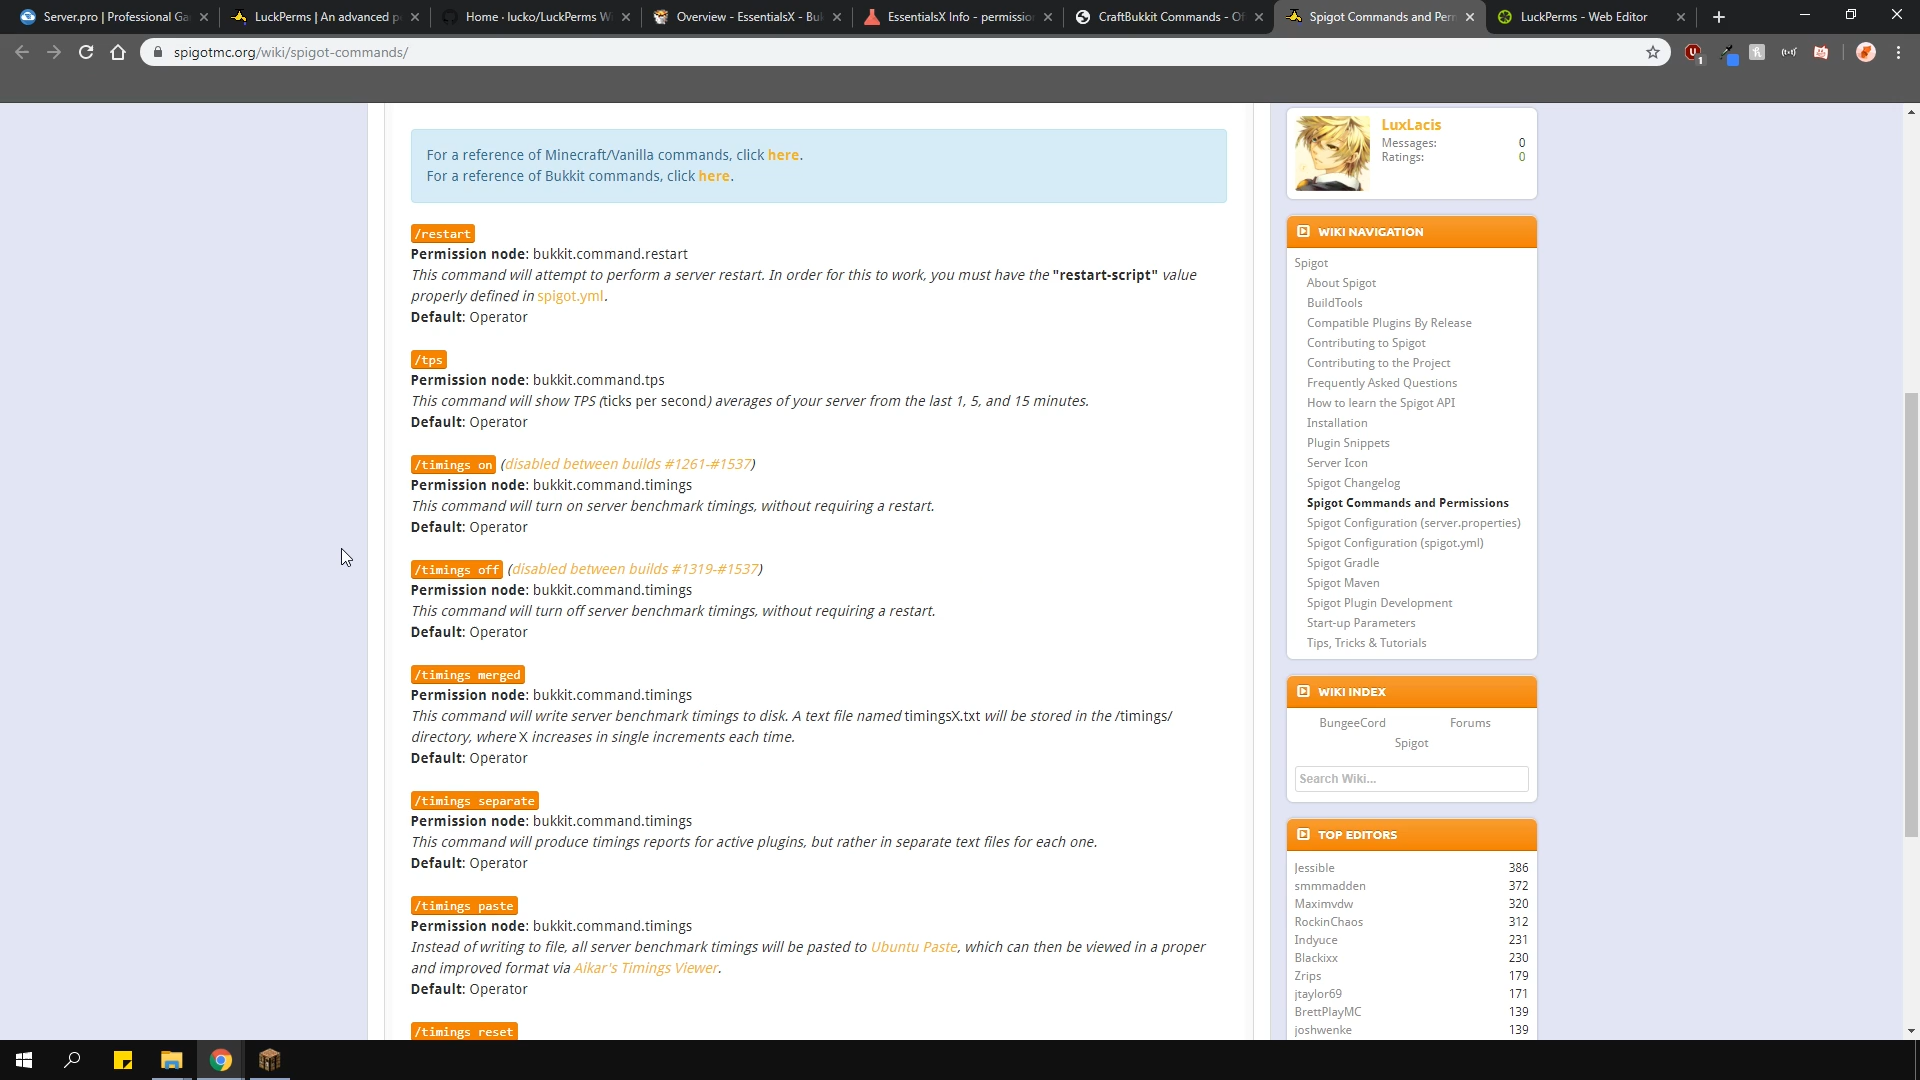 Server.pro | Professional Ga
LuckPerms | An advanced p
Home · lucko/LuckPerms W
Overview - EssentialsX - Buk
EssentialsX Info - permission
CraftBukkit Commands - Of
Spigot Commands and Perm
LuckPerms - Web Editor
spigotmc.org/wiki/spigot-commands/
For a reference of Minecraft/Vanilla commands, click here.
For a reference of Bukkit commands, click here.
/restart
Permission node: bukkit.command.restart
This command will attempt to perform a server restart. In order for this to work, you must have the "restart-script" value
properly defined in spigot.yml.
Default: Operator
/tps
Permission node: bukkit.command.tps
This command will show TPS (ticks per second) averages of your server from the last 1, 5, and 15 minutes.
Default: Operator
/timings on (disabled between builds #1261-#1537)
Permission node: bukkit.command.timings
This command will turn on server benchmark timings, without requiring a restart.
Default: Operator
/timings off (disabled between builds #1319-#1537)
Permission node: bukkit.command.timings
This command will turn off server benchmark timings, without requiring a restart.
Default: Operator
/timings merged
Permission node: bukkit.command.timings
This command will write server benchmark timings to disk. A text file named timingsX.txt will be stored in the /timings/
directory, where X increases in single increments each time.
Default: Operator
/timings separate
Permission node: bukkit.command.timings
This command will produce timings reports for active plugins, but rather in separate text files for each one.
Default: Operator
/timings paste
Permission node: bukkit.command.timings
Instead of writing to file, all server benchmark timings will be pasted to Ubuntu Paste, which can then be viewed in a proper
and improved format via Aikar's Timings Viewer.
Default: Operator
/timings reset
LuxLacis
Messages: 0
Ratings: 0
WIKI NAVIGATION
Spigot
About Spigot
BuildTools
Compatible Plugins By Release
Contributing to Spigot
Contributing to the Project
Frequently Asked Questions
How to learn the Spigot API
Installation
Plugin Snippets
Server Icon
Spigot Changelog
Spigot Commands and Permissions
Spigot Configuration (server.properties)
Spigot Configuration (spigot.yml)
Spigot Gradle
Spigot Maven
Spigot Plugin Development
Start-up Parameters
Tips, Tricks & Tutorials
WIKI INDEX
BungeeCord Forums
Spigot
Search Wiki...
TOP EDITORS
Jessible 386
smmmadden 372
Maximvdw 320
RockinChaos 312
Indyuce 231
Blackixx 230
Zrips 179
jtaylor69 171
BrettPlayMC 139
joshwenke 139